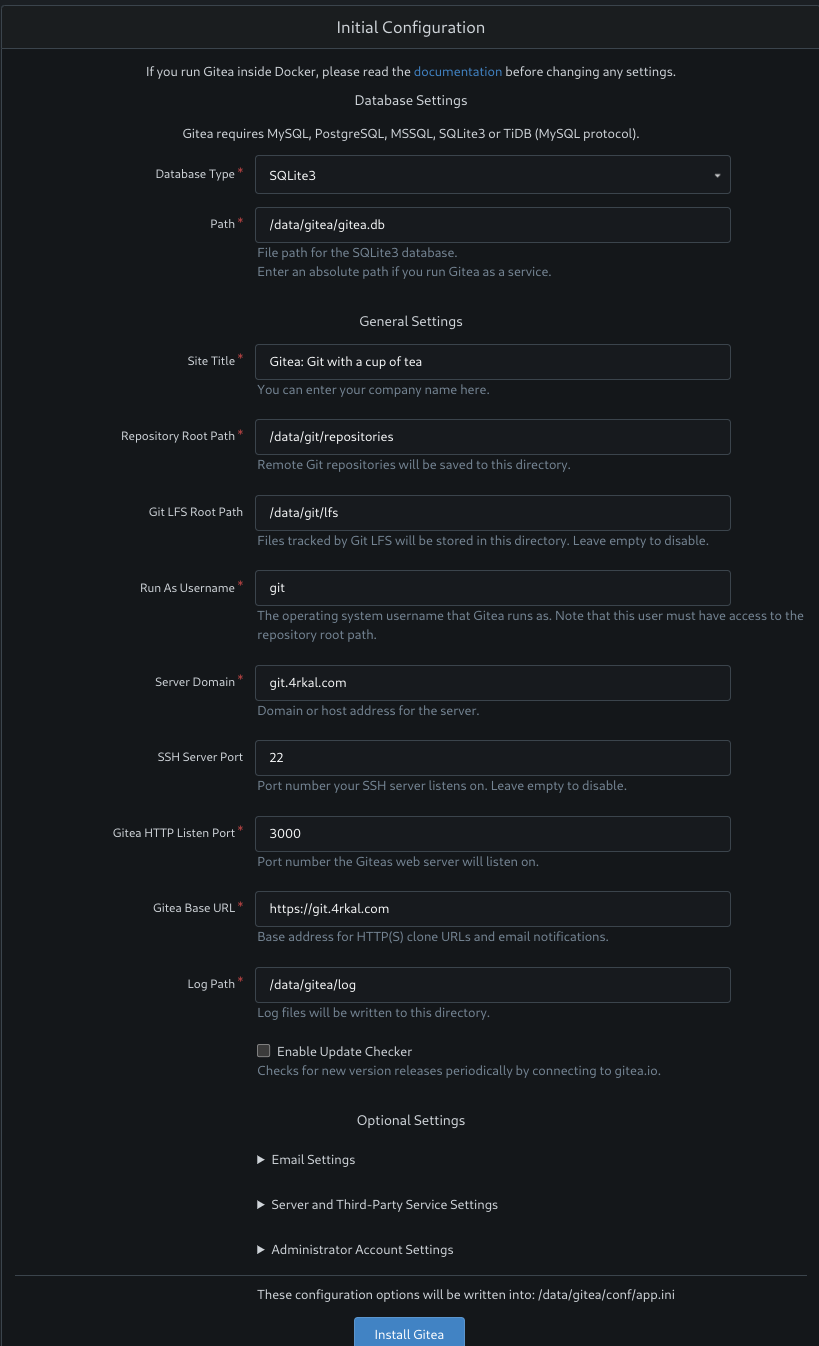 Initial Configuration
If you run Gitea inside Docker, please read the documentation before changing any settings.
Database Settings
Gitea requires MySQL, PostgreSQL, MSSQL, SQLite3 or TiDB (MySQL protocol).
Database Type *
SQLite3
Path *
/data/gitea/gitea.db
File path for the SQLite3 database.
Enter an absolute path if you run Gitea as a service.
General Settings
Site Title *
Gitea: Git with a cup of tea
You can enter your company name here.
Repository Root Path *
/data/git/repositories
Remote Git repositories will be saved to this directory.
Git LFS Root Path
/data/git/lfs
Files tracked by Git LFS will be stored in this directory. Leave empty to disable.
Run As Username *
git
The operating system username that Gitea runs as. Note that this user must have access to the
repository root path.
Server Domain *
git.4rkal.com
Domain or host address for the server.
SSH Server Port
22
Port number your SSH server listens on. Leave empty to disable.
Gitea HTTP Listen Port *
3000
Port number the Giteas web server will listen on.
Gitea Base URL *
https://git.4rkal.com
Base address for HTTP(S) clone URLs and email notifications.
Log Path *
/data/gitea/log
Log files will be written to this directory.
Enable Update Checker
Checks for new version releases periodically by connecting to gitea.io.
Optional Settings
Email Settings
Server and Third-Party Service Settings
Administrator Account Settings
These configuration options will be written into: /data/gitea/conf/app.ini
Install Gitea